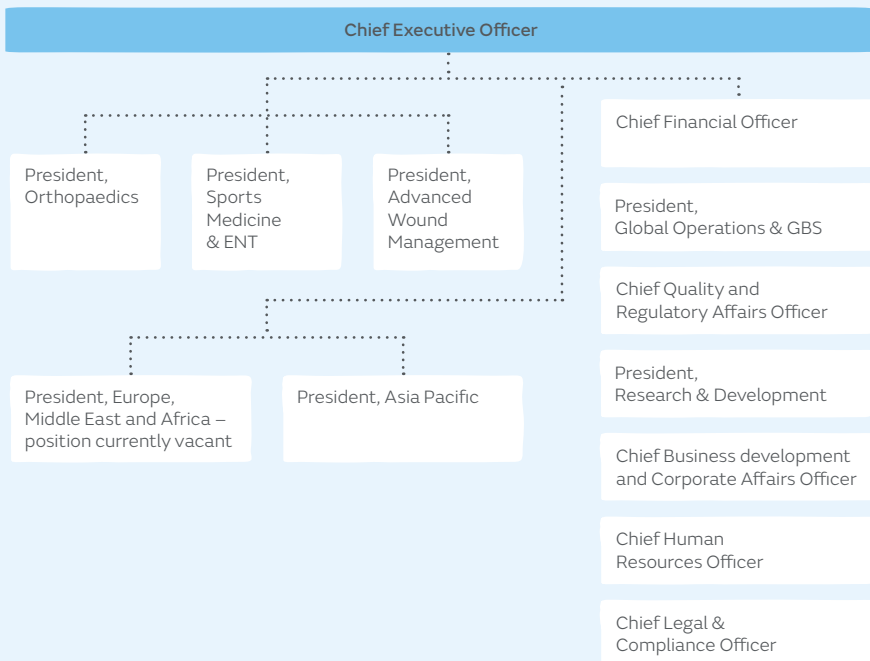 Chief Executive Officer
President,
Orthopaedics
President,
Sports
Medicine
& ENT
President,
Advanced
Wound
Management
President, Europe,
Middle East and Africa –
position currently vacant
President, Asia Pacific
Chief Financial Officer
President,
Global Operations & GBS
Chief Quality and
Regulatory Affairs Officer
President,
Research & Development
Chief Business development
and Corporate Affairs Officer
Chief Human
Resources Officer
Chief Legal &
Compliance Officer